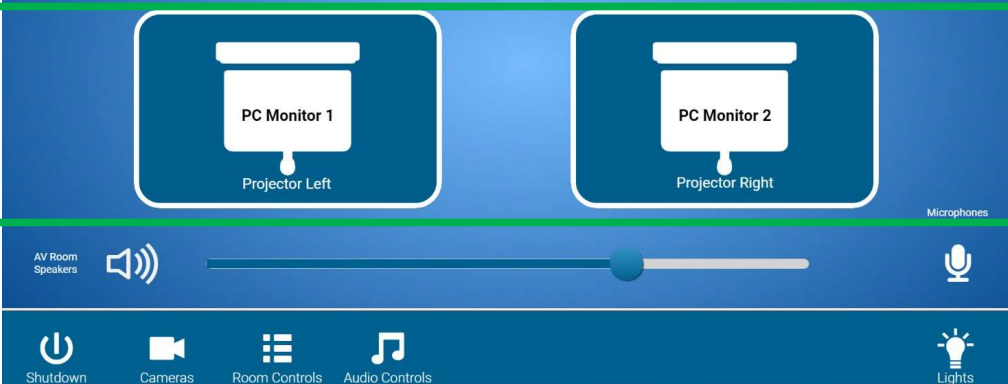 PC Monitor 1
PC Monitor 2
Projector Left
Projector Right
Microphones
AV Room
Speakers
Shutdown
Cameras
Room Controls
Audio Controls
Lights